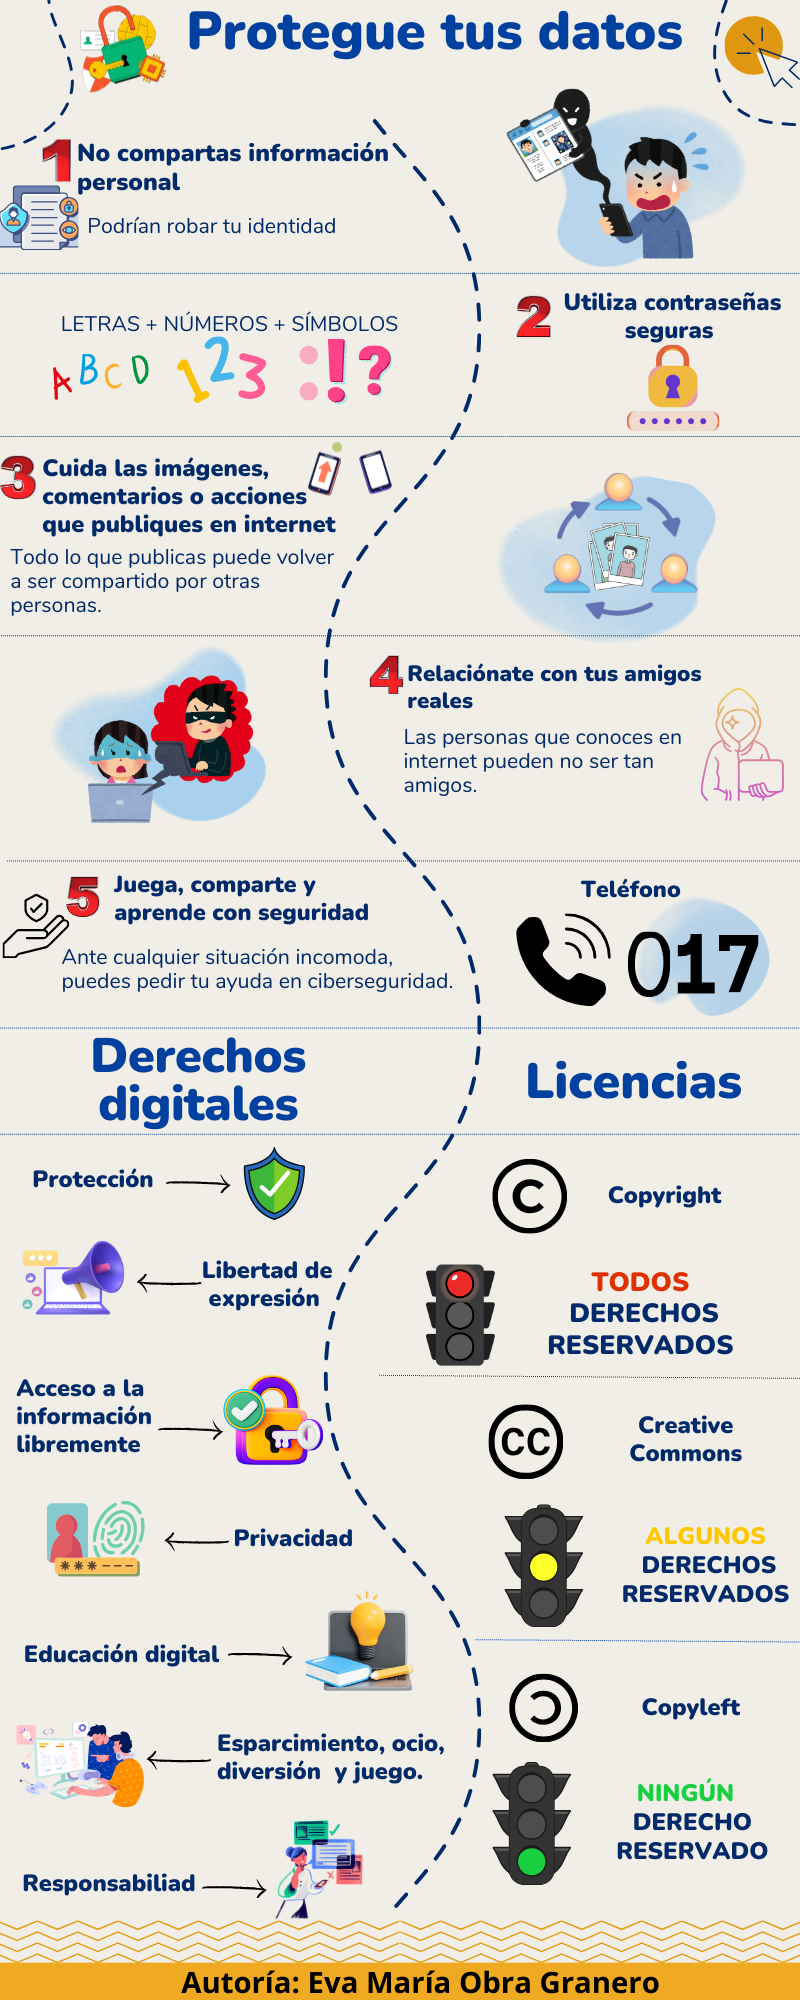 Protegue tus datos
1 No compartas información
personal
Podrían robar tu identidad
LETRAS + NÚMEROS + SÍMBOLOS
A B C D 1 2 3 : ! ?
2 Utiliza contraseñas
seguras
3 Cuida las imágenes,
comentarios o acciones
que publiques en internet
Todo lo que publicas puede volver
a ser compartido por otras
personas.
4 Relaciónate con tus amigos
reales
Las personas que conoces en
internet pueden no ser tan
amigos.
5 Juega, comparte y
aprende con seguridad
Ante cualquier situación incomoda,
puedes pedir tu ayuda en ciberseguridad.
Teléfono
017
Derechos
digitales
Protección
Libertad de
expresión
Acceso a la
información
libremente
Privacidad
***---
Educación digital
Esparcimiento, ocio,
diversión y juego.
Responsabiliad
Licencias
C
Copyright
TODOS
DERECHOS
RESERVADOS
CC
Creative
Commons
ALGUNOS
DERECHOS
RESERVADOS
Copyleft
NINGÚN
DERECHO
RESERVADO
Autoría: Eva María Obra Granero